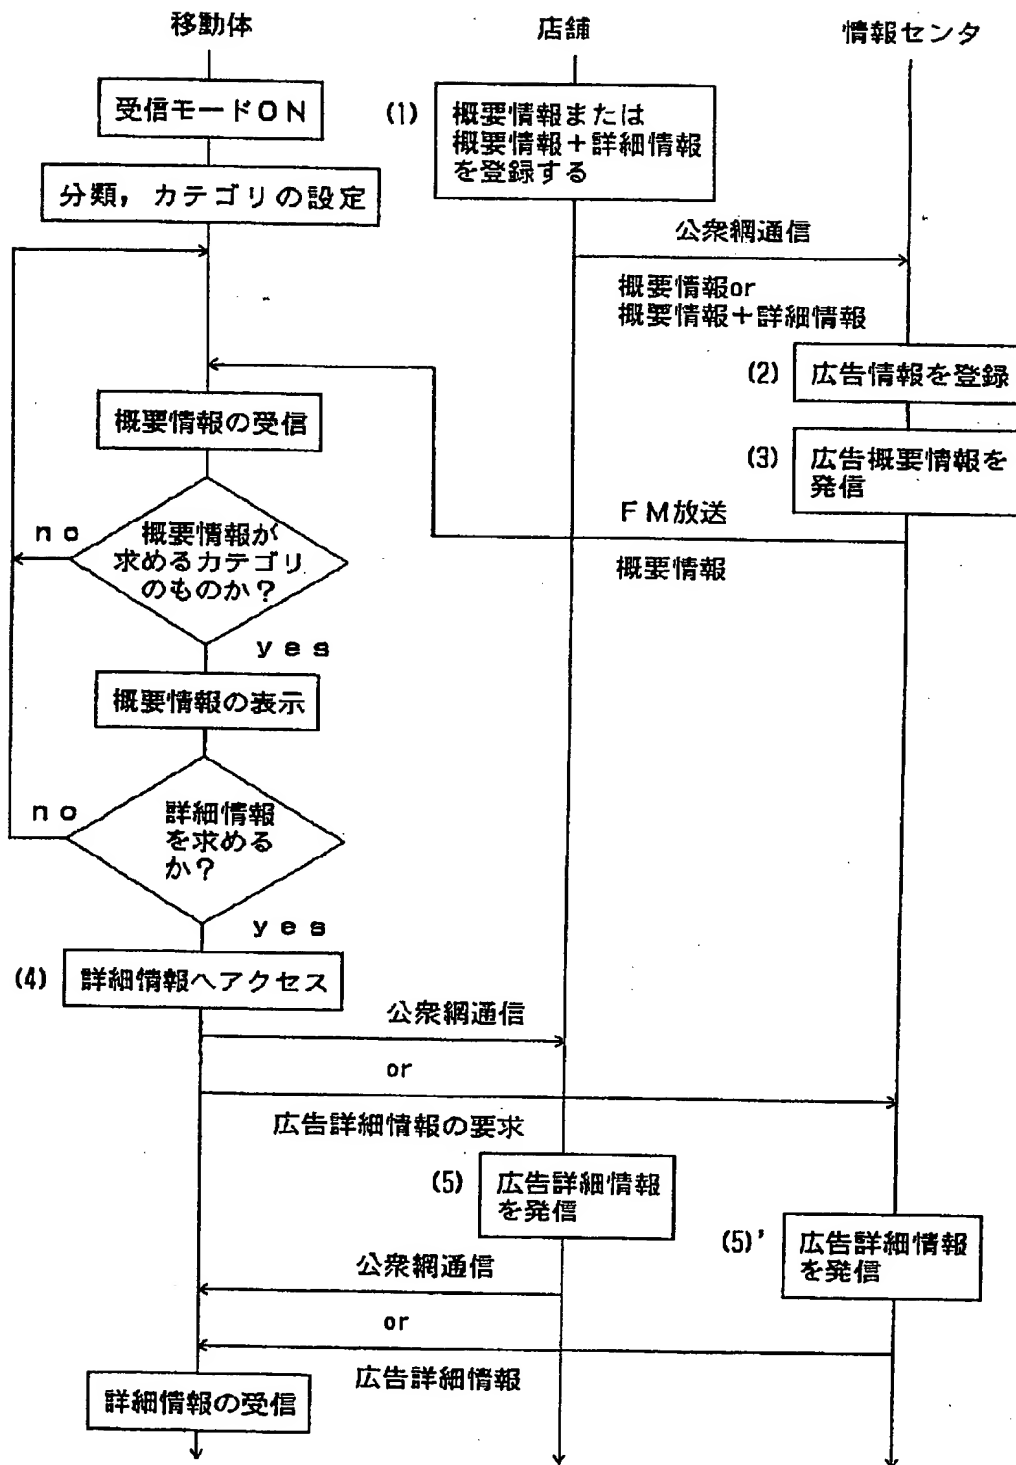 移動体
店舗
情報センタ
受信モードON
(1)
概要情報または
概要情報+詳細情報
を登録する
分類,カテゴリの設定
公衆網通信
概要情報or
概要情報+詳細情報
(2)
広告情報を登録
概要情報の受信
(3)
広告概要情報を
発信
FM放送
概要情報
no
概要情報が
求めるカテゴリ
のものか?
yes
概要情報の表示
no
詳細情報
を求める
か?
yes
(4)
詳細情報へアクセス
公衆網通信
or
広告詳細情報の要求
(5)
広告詳細情報
を発信
(5)'
広告詳細情報
を発信
公衆網通信
or
広告詳細情報
詳細情報の受信